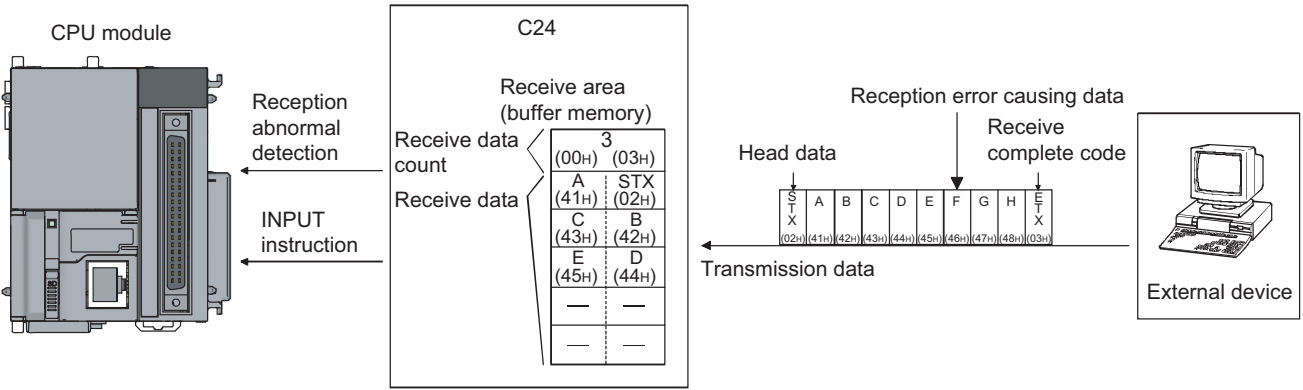 CPU module
Reception
abnormal
detection
INPUT
instruction
C24
Receive area
(buffer memory)
Receive data
count
Receive data
3
(00H) (03H)
A STX
(41H) (02H)
C B
(43H) (42H)
E D
(45H) (44H)
— —
— —
Reception error causing data
Head data
Receive
complete code
STX A B C D E F G H ETX
(02H) (41H) (42H) (43H) (44H) (45H) (46H) (47H) (48H) (03H)
Transmission data
External device